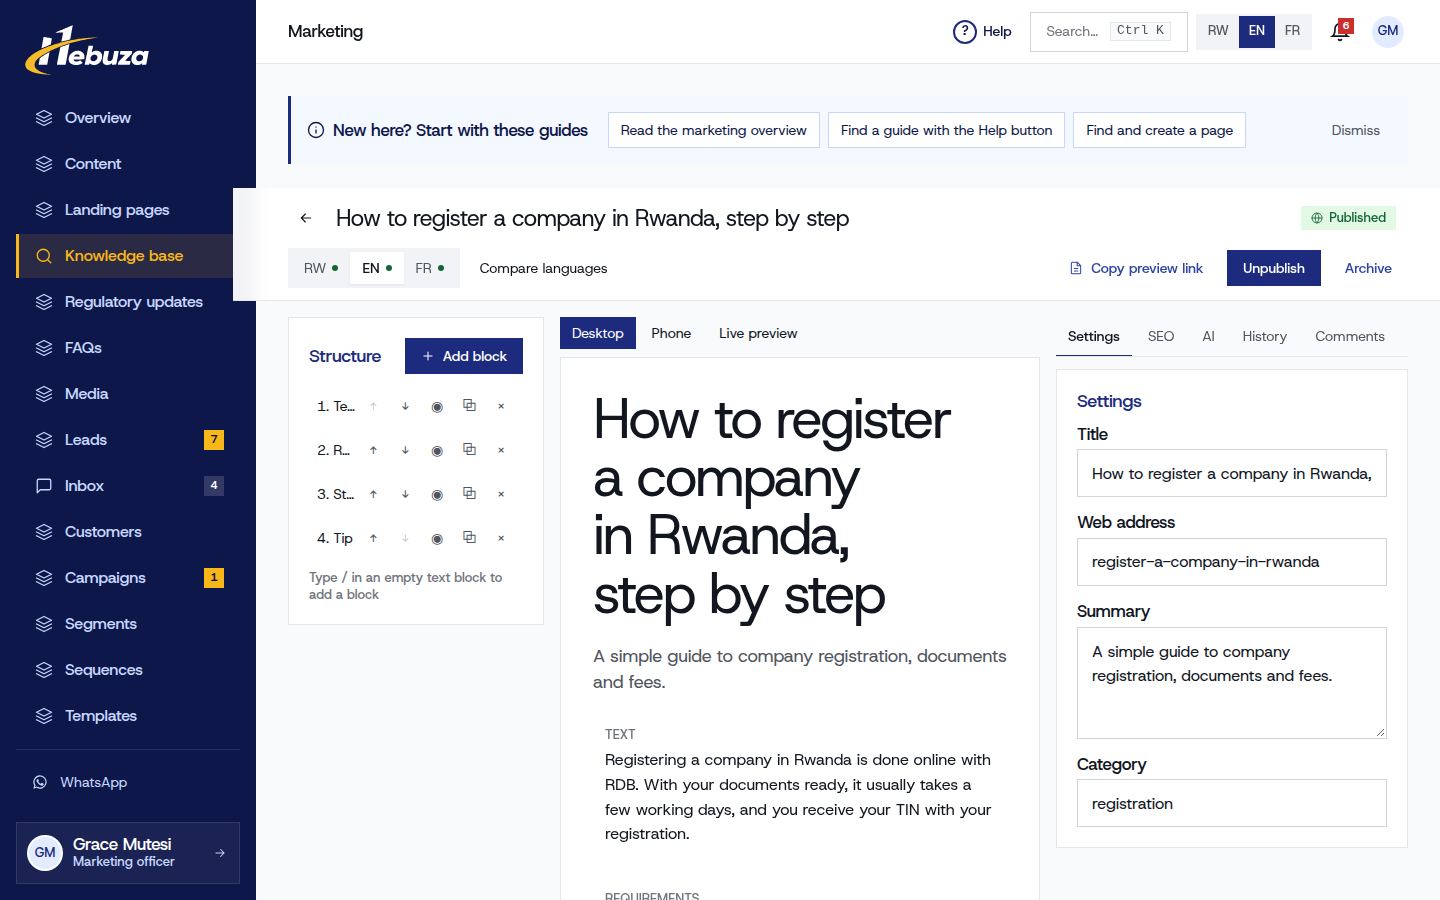 Hebuza
Overview
Content
Landing pages
Knowledge base
Regulatory updates
FAQs
Media
Leads 7
Inbox 4
Customers
Campaigns 1
Segments
Sequences
Templates
WhatsApp
GM
Grace Mutesi
Marketing officer
Marketing
? Help
Search... Ctrl K
RW EN FR
6
GM
New here? Start with these guides
Read the marketing overview
Find a guide with the Help button
Find and create a page
Dismiss
How to register a company in Rwanda, step by step
Published
RW EN FR
Compare languages
Copy preview link
Unpublish
Archive
Structure
Add block
1. Te...
2. R...
3. St...
4. Tip
Type / in an empty text block to
add a block
Desktop Phone Live preview
How to register
a company
in Rwanda,
step by step
A simple guide to company registration, documents
and fees.
TEXT
Registering a company in Rwanda is done online with
RDB. With your documents ready, it usually takes a
few working days, and you receive your TIN with your
registration.
REQUIREMENTS
Settings SEO AI History Comments
Settings
Title
How to register a company in Rwanda,
Web address
register-a-company-in-rwanda
Summary
A simple guide to company
registration, documents and fees.
Category
registration